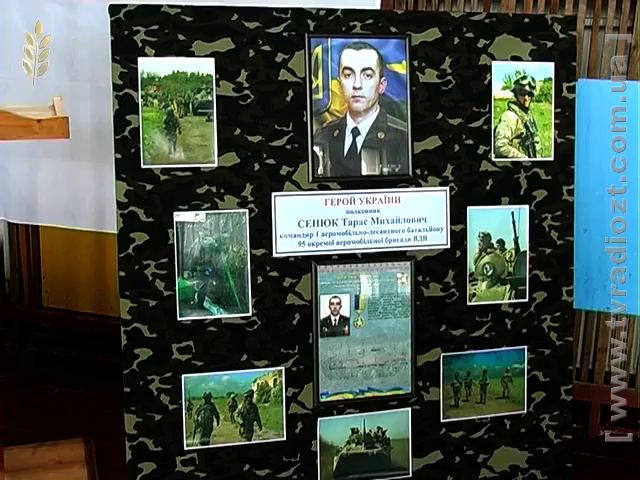 ГЕРОЙ УКРАЇНИ
полковник
СЕНЮК Тарас Михайлович
командир 1 аеромобільно-десантного батальйону
95 окремої аеромобільної бригади ВДВ
[ www.tvradiozt.com.ua ]